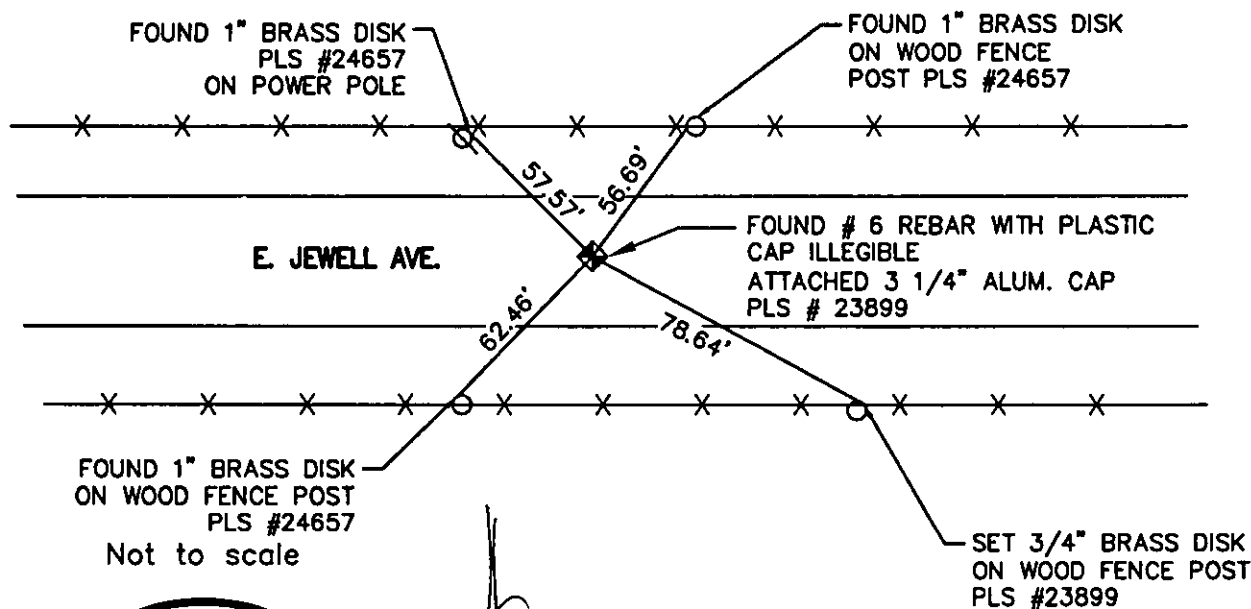 FOUND 1" BRASS DISK
PLS #24657
ON POWER POLE
FOUND 1" BRASS DISK
ON WOOD FENCE
POST PLS #24657
57.57'
56.69'
E. JEWELL AVE.
FOUND # 6 REBAR WITH PLASTIC
CAP ILLEGIBLE
ATTACHED 3 1/4" ALUM. CAP
PLS # 23899
62.46'
78.64'
FOUND 1" BRASS DISK
ON WOOD FENCE POST
PLS #24657
Not to scale
SET 3/4" BRASS DISK
ON WOOD FENCE POST
PLS #23899